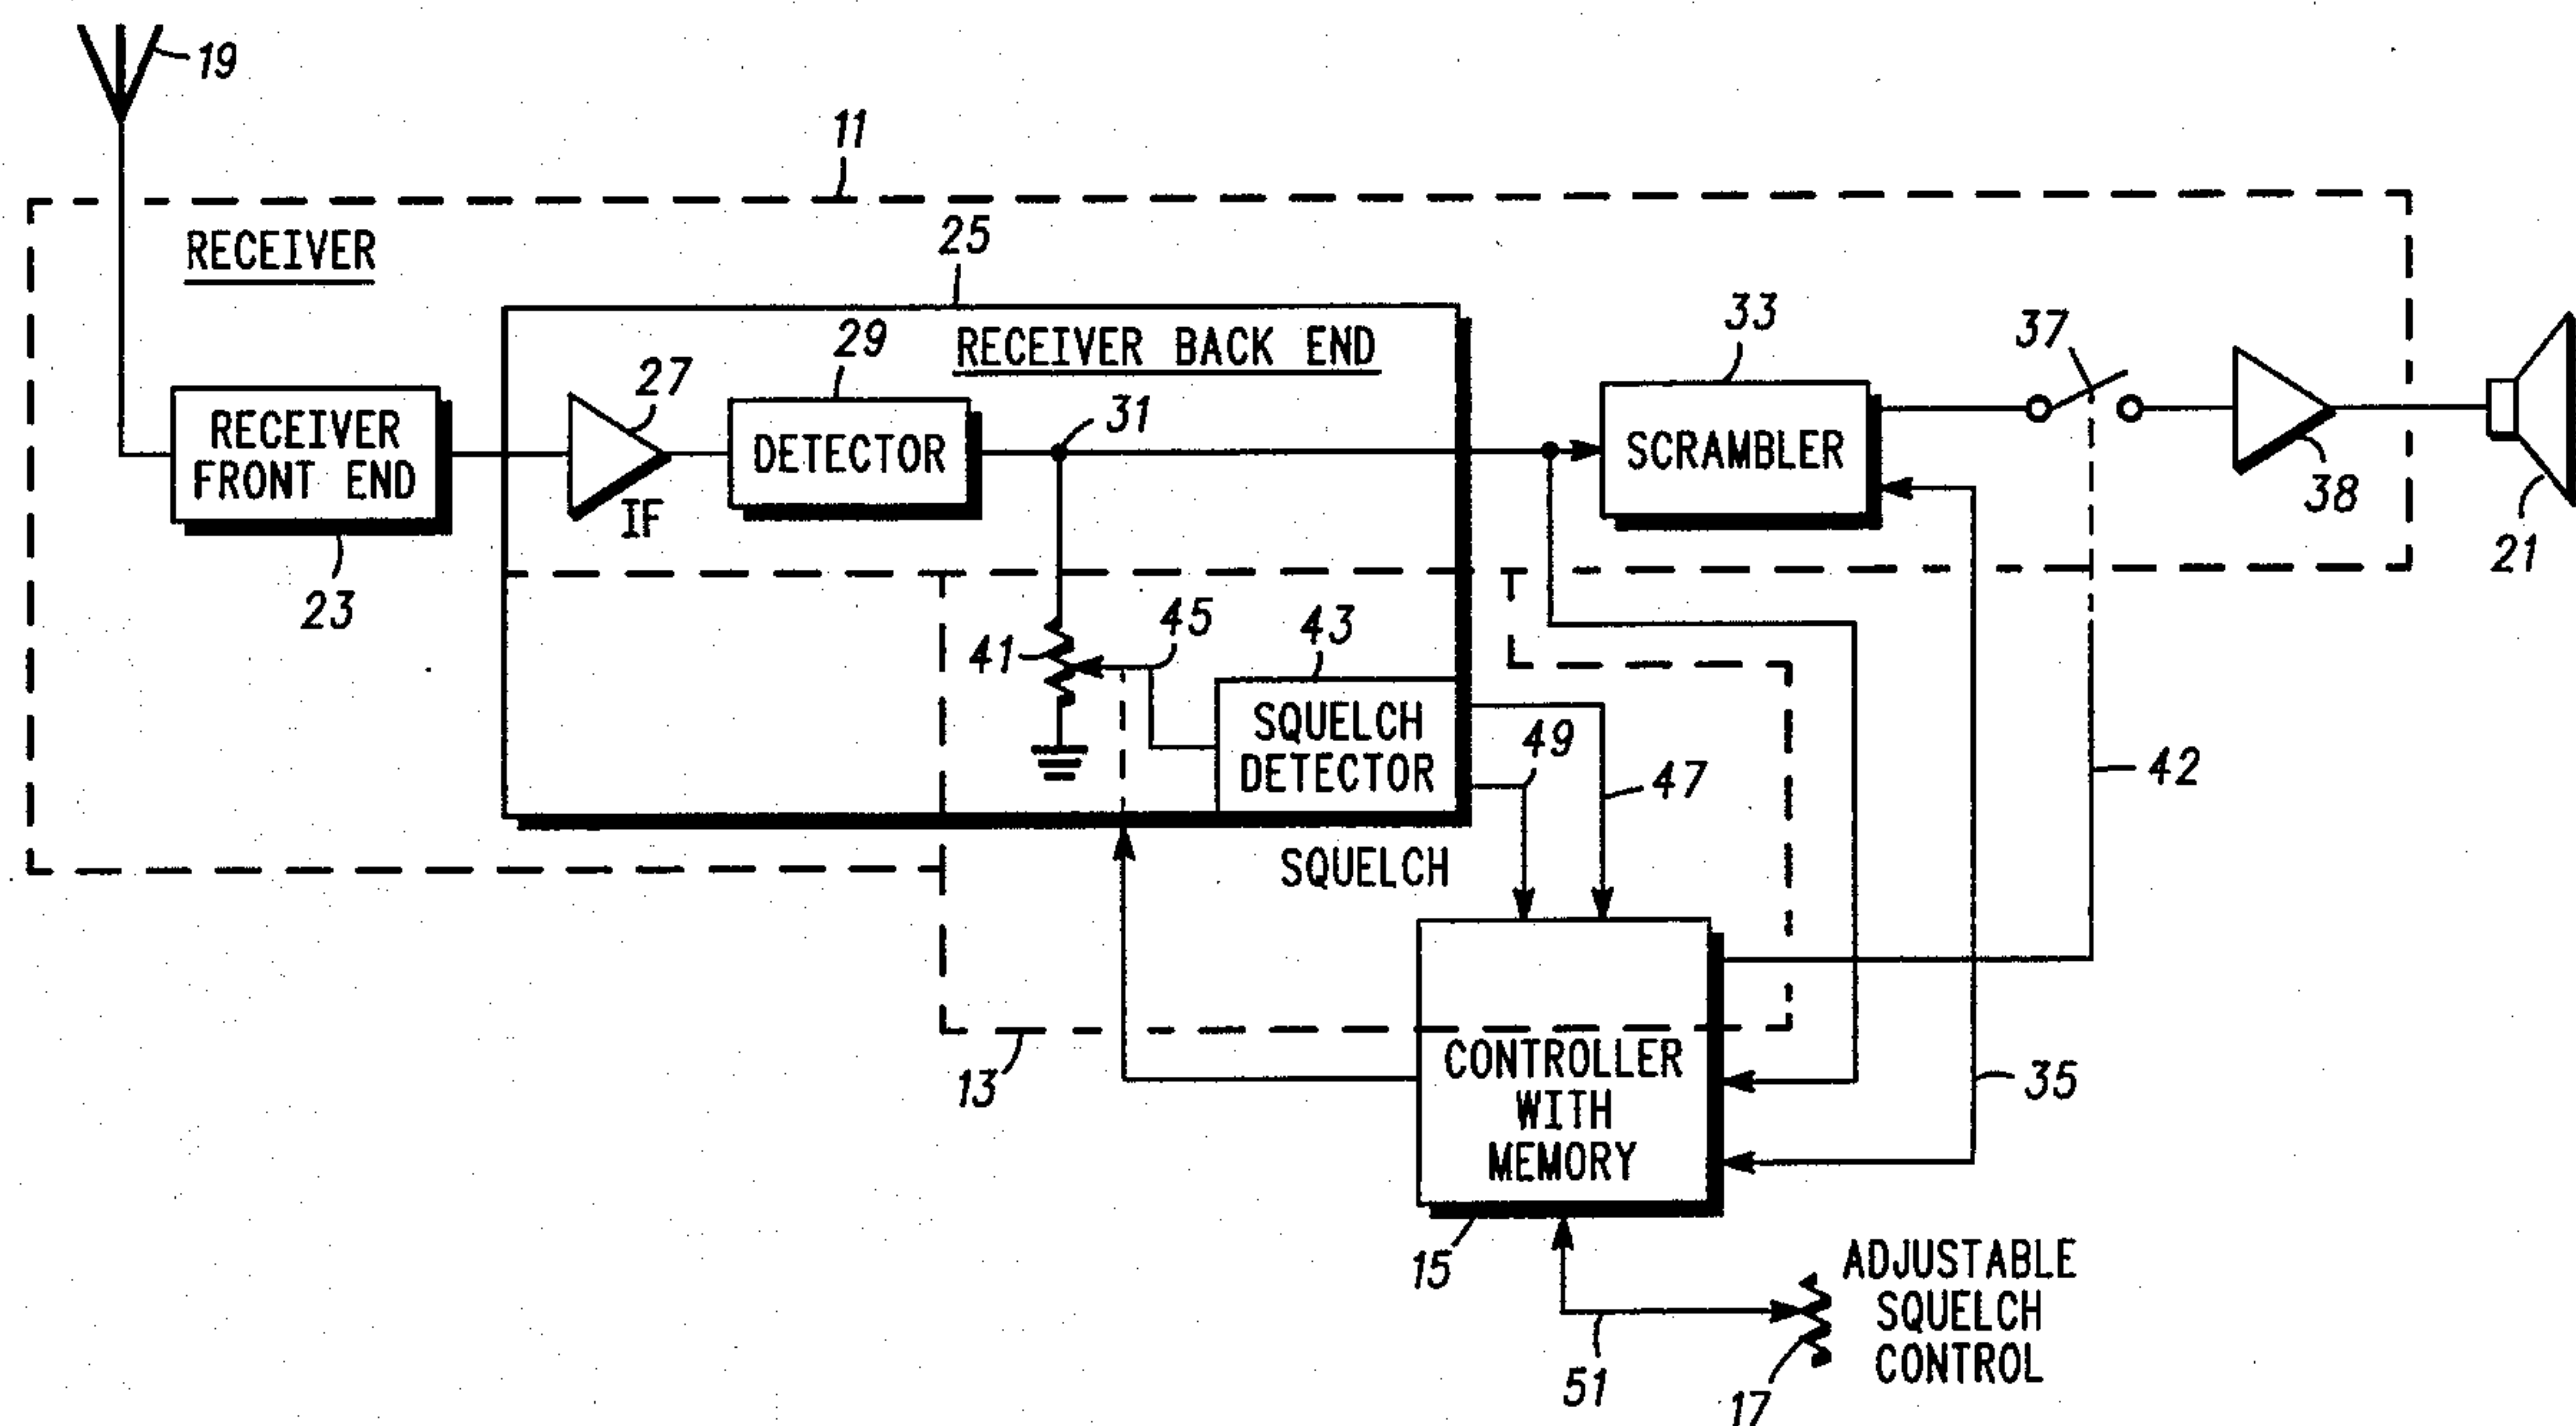 19
11
RECEIVER
25
RECEIVER BACK END
33
37
29
27
31
RECEIVER
FRONT END
DETECTOR
SCRAMBLER
IF
38
21
23
45
43
41
SQUELCH
DETECTOR
49
47
42
SQUELCH
13
CONTROLLER
WITH
MEMORY
35
15
ADJUSTABLE
SQUELCH
CONTROL
51
17